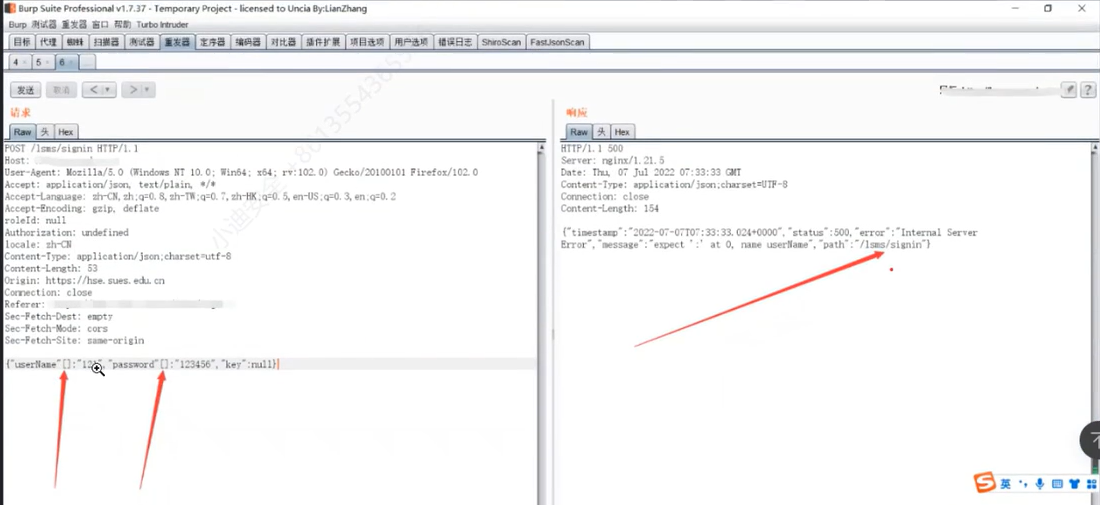 Burp Suite Professional v1.7.37 - Temporary Project - licensed to Uncia By:LianZhang
Burp 测试器 重发器 窗口 帮助 Turbo Intruder
目标 代理 蜘蛛 扫描器 测试器 重发器 定序器 编码器 对比器 插件扩展 项目选项 用户选项 错误日志 ShiroScan FastJsonScan
4 5 6 ...
发送 取消 < >
?
请求
Raw 头 Hex
POST /lsms/signin HTTP/1.1
Host:
User-Agent: Mozilla/5.0 (Windows NT 10.0; Win64; x64; rv:102.0) Gecko/20100101 Firefox/102.0
Accept: application/json, text/plain, */*
Accept-Language: zh-CN,zh;q=0.8,zh-TW;q=0.7,zh-HK;q=0.5,en-US;q=0.3,en;q=0.2
Accept-Encoding: gzip, deflate
roleId: null
Authorization: undefined
locale: zh-CN
Content-Type: application/json;charset=utf-8
Content-Length: 53
Origin: https://hse.sues.edu.cn
Connection: close
Referer:
Sec-Fetch-Dest: empty
Sec-Fetch-Mode: cors
Sec-Fetch-Site: same-origin
{"userName"[]:"12 ","password"[]:"123456","key":null}
响应
Raw 头 Hex
HTTP/1.1 500
Server: nginx/1.21.5
Date: Thu, 07 Jul 2022 07:33:33 GMT
Content-Type: application/json;charset=UTF-8
Connection: close
Content-Length: 154
{"timestamp":"2022-07-07T07:33:33.024+0000","status":500,"error":"Internal Server
Error","message":"expect ':' at 0, name userName","path":"/lsms/signin"}
英